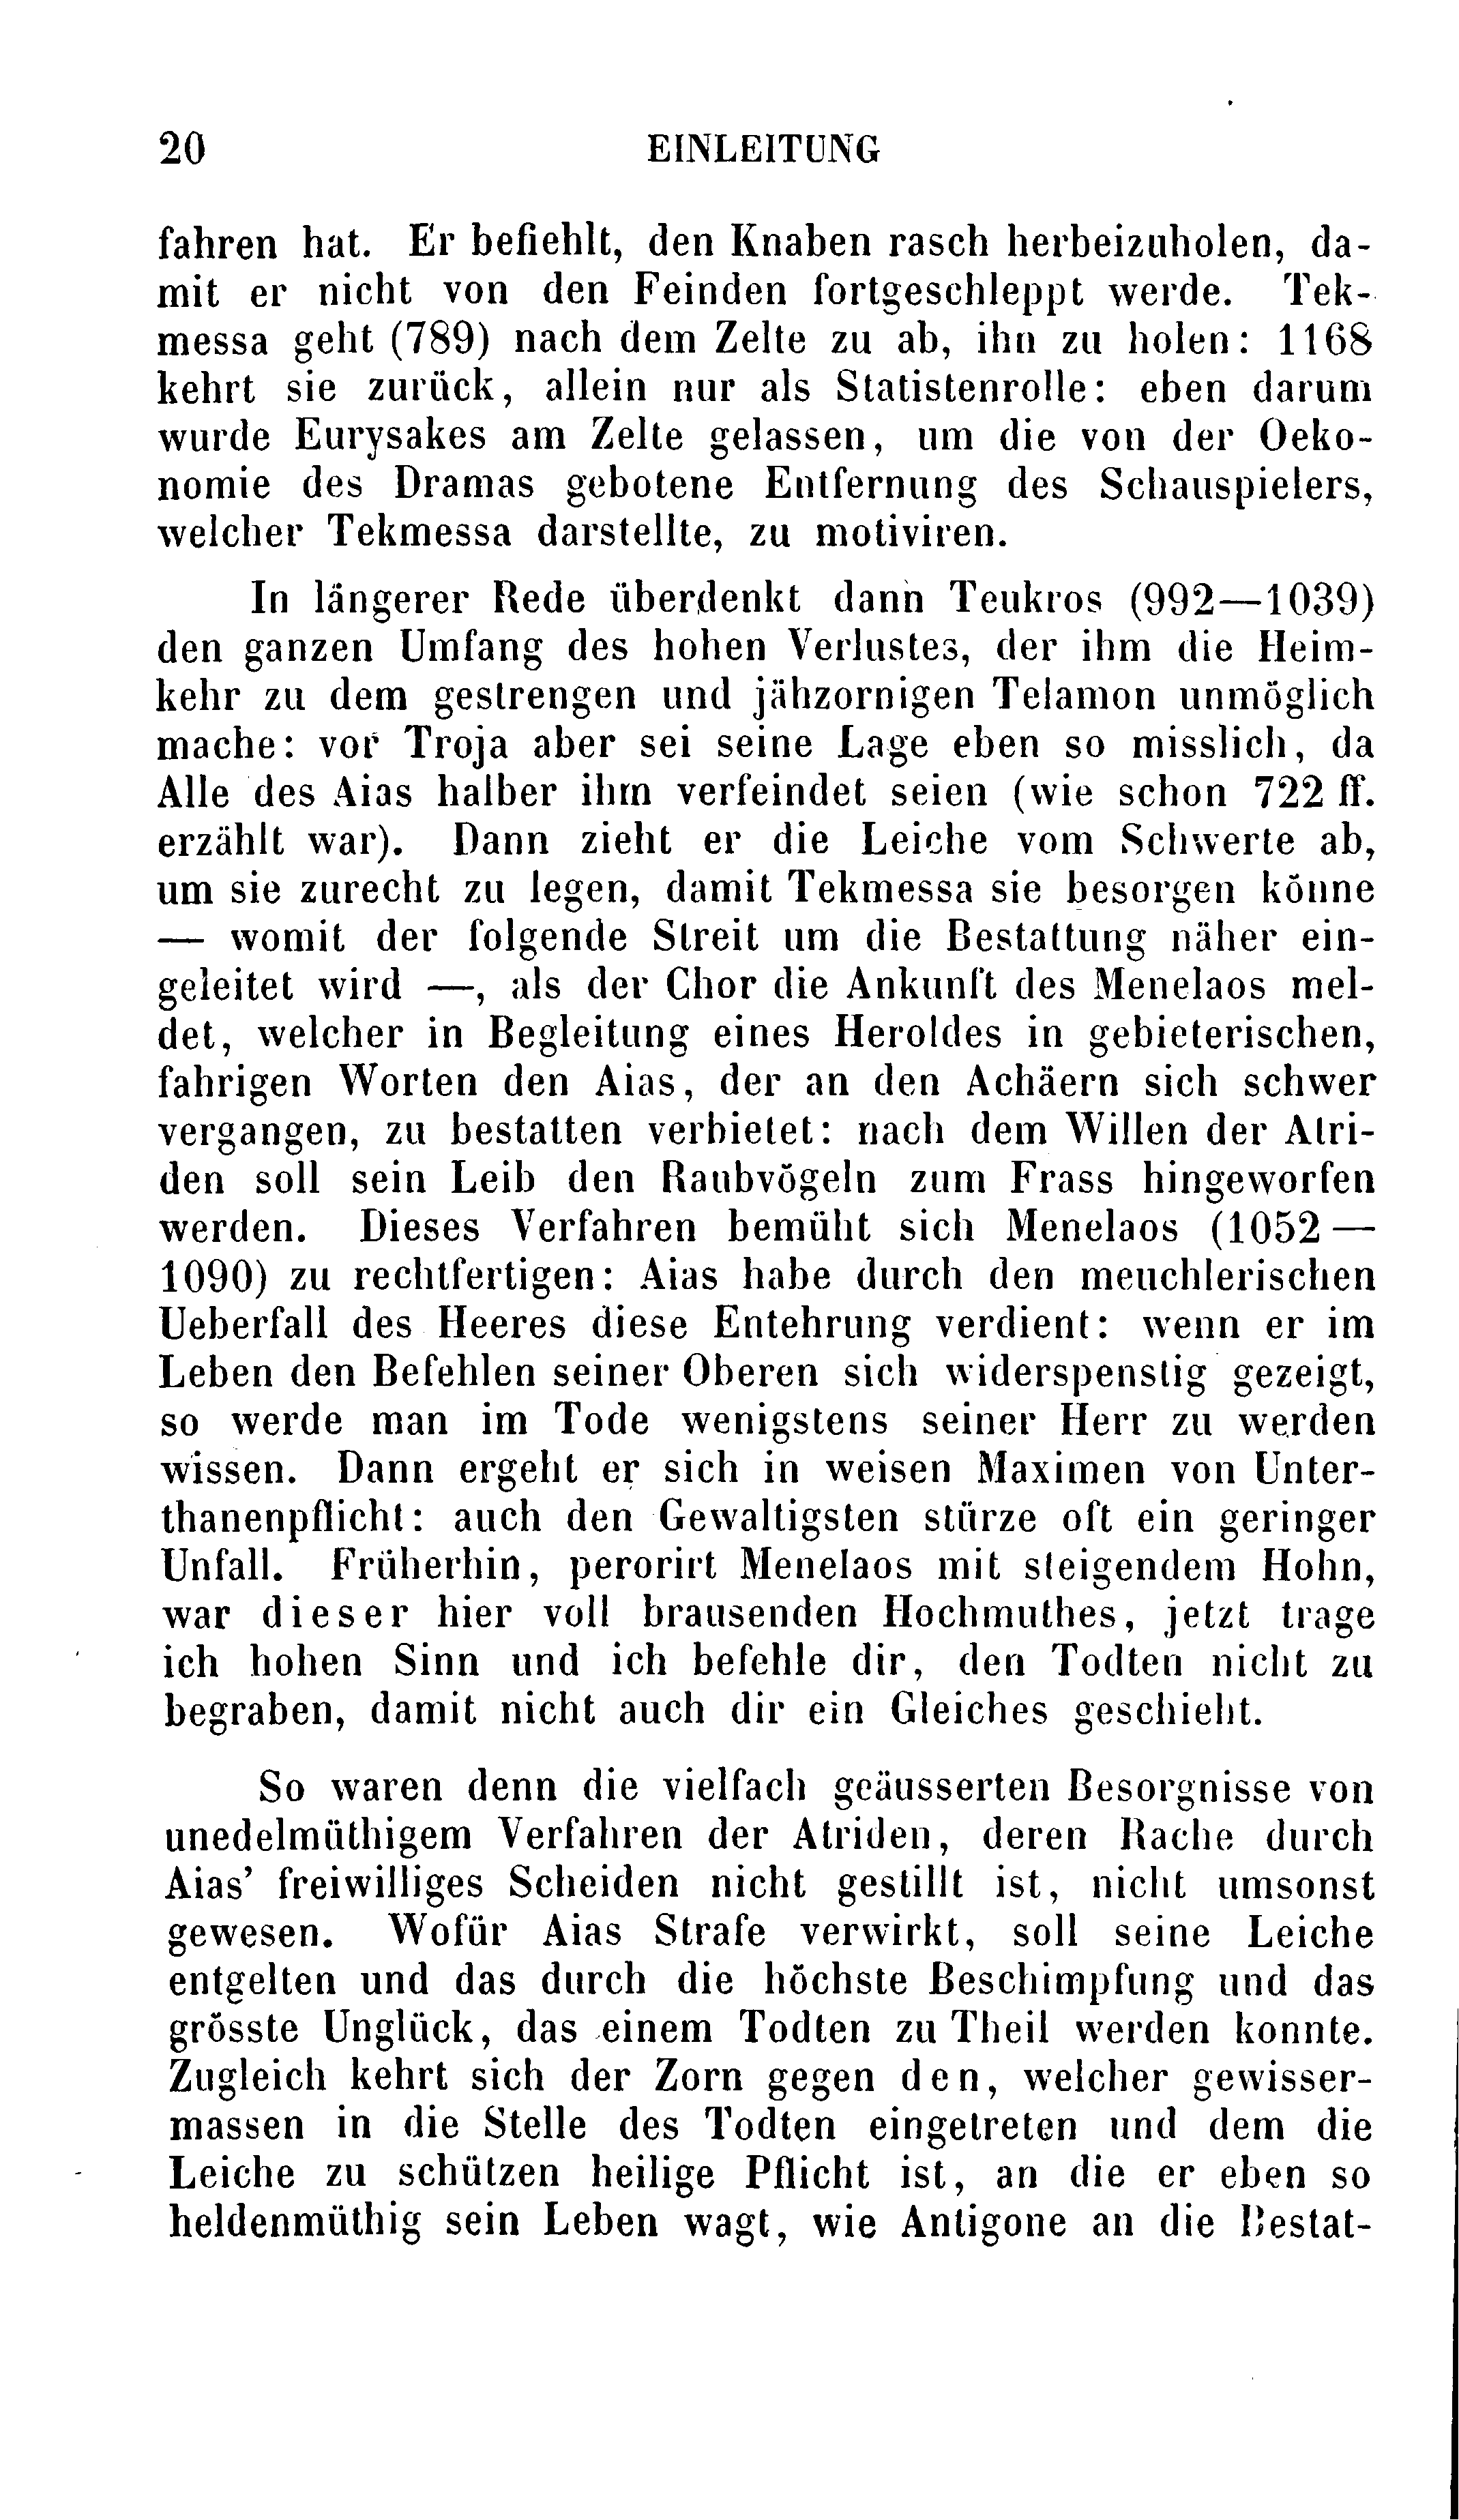 20 EINLEITUNG
fahren hat. Er befiehlt, den Knaben rasch herbeizuholen, da-
mit er nicht von den Feinden fortgeschleppt werde. Tek-
messa geht (789) nach dem Zelte zu ab, ihn zu holen: 1168
kehrt sie zurück, allein nur als Statistenrolle: eben darum
wurde Eurysakes am Zelte gelassen, um die von der Oeko-
nomie des Dramas gebotene Entfernung des Schauspielers,
welcher Tekmessa darstellte, zu motiviren.
In längerer Rede überdenkt dann Teukros (992—1039)
den ganzen Umfang des hohen Verlustes, der ihm die Heim-
kehr zu dem gestrengen und jähzornigen Telamon unmöglich
mache: vor Troja aber sei seine Lage eben so misslich, da
Alle des Aias halber ihm verfeindet seien (wie schon 722 ff.
erzählt war). Dann zieht er die Leiche vom Schwerte ab,
um sie zurecht zu legen, damit Tekmessa sie besorgen könne
— womit der folgende Streit um die Bestattung näher ein-
geleitet wird —, als der Chor die Ankunft des Menelaos mel-
det, welcher in Begleitung eines Heroldes in gebieterischen,
fahrigen Worten den Aias, der an den Achäern sich schwer
vergangen, zu bestatten verbietet: nach dem Willen der Atri-
den soll sein Leib den Raubvögeln zum Frass hingeworfen
werden. Dieses Verfahren bemüht sich Menelaos (1052—
1090) zu rechtfertigen: Aias habe durch den meuchlerischen
Ueberfall des Heeres diese Entehrung verdient: wenn er im
Leben den Befehlen seiner Oberen sich widerspenstig gezeigt,
so werde man im Tode wenigstens seiner Herr zu werden
wissen. Dann ergeht er sich in weisen Maximen von Unter-
thanenpflicht: auch den Gewaltigsten stürze oft ein geringer
Unfall. Früherhin, perorirt Menelaos mit steigendem Hohn,
war dieser hier voll brausenden Hochmuthes, jetzt trage
ich hohen Sinn und ich befehle dir, den Todten nicht zu
begraben, damit nicht auch dir ein Gleiches geschieht.
So waren denn die vielfach geäusserten Besorgnisse von
unedelmüthigem Verfahren der Atriden, deren Rache durch
Aias’ freiwilliges Scheiden nicht gestillt ist, nicht umsonst
gewesen. Wofür Aias Strafe verwirkt, soll seine Leiche
entgelten und das durch die höchste Beschimpfung und das
grösste Unglück, das einem Todten zu Theil werden konnte.
Zugleich kehrt sich der Zorn gegen den, welcher gewisser-
massen in die Stelle des Todten eingetreten und dem die
Leiche zu schützen heilige Pflicht ist, an die er eben so
heldenmüthig sein Leben wagt, wie Antigone an die Bestat-